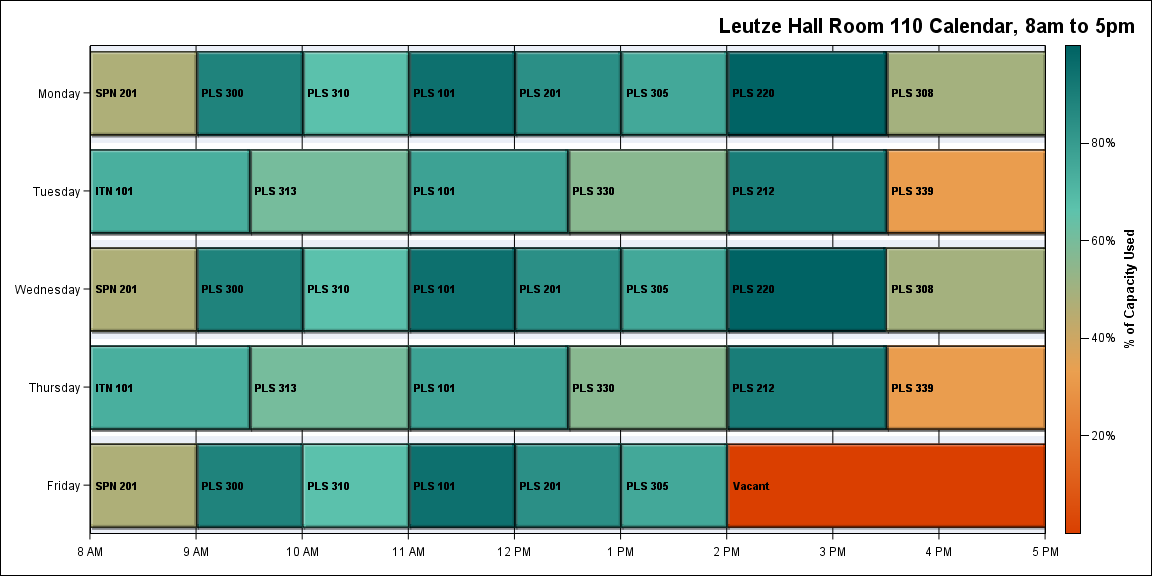 Leutze Hall Room 110 Calendar, 8am to 5pm
Monday
SPN 201 PLS 300 PLS 310 PLS 101 PLS 201 PLS 305 PLS 220 PLS 308
Tuesday
ITN 101 PLS 313 PLS 101 PLS 330 PLS 212 PLS 339
Wednesday
SPN 201 PLS 300 PLS 310 PLS 101 PLS 201 PLS 305 PLS 220 PLS 308
Thursday
ITN 101 PLS 313 PLS 101 PLS 330 PLS 212 PLS 339
Friday
SPN 201 PLS 300 PLS 310 PLS 101 PLS 201 PLS 305 Vacant
8 AM 9 AM 10 AM 11 AM 12 PM 1 PM 2 PM 3 PM 4 PM 5 PM
80%
60%
40%
20%
% of Capacity Used